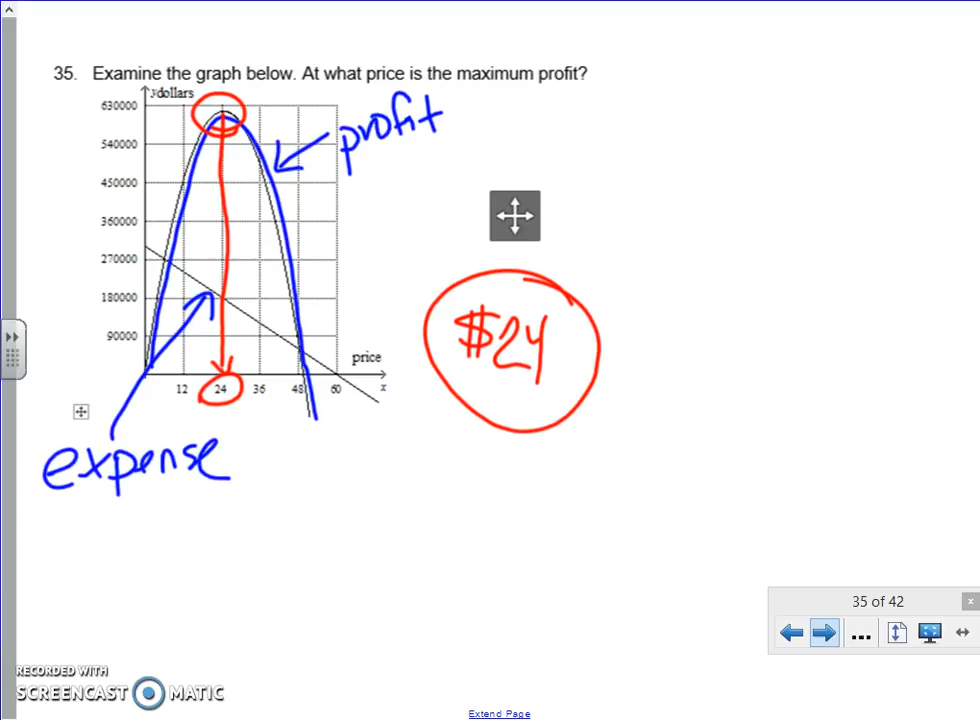 35. Examine the graph below. At what price is the maximum profit?
y dollars
630000
540000
450000
360000
270000
180000
90000
price
12 24 36 48 60 x
profit
$24
expense
35 of 42
x
...
RECORDED WITH
SCREENCAST MATIC
Extend Page